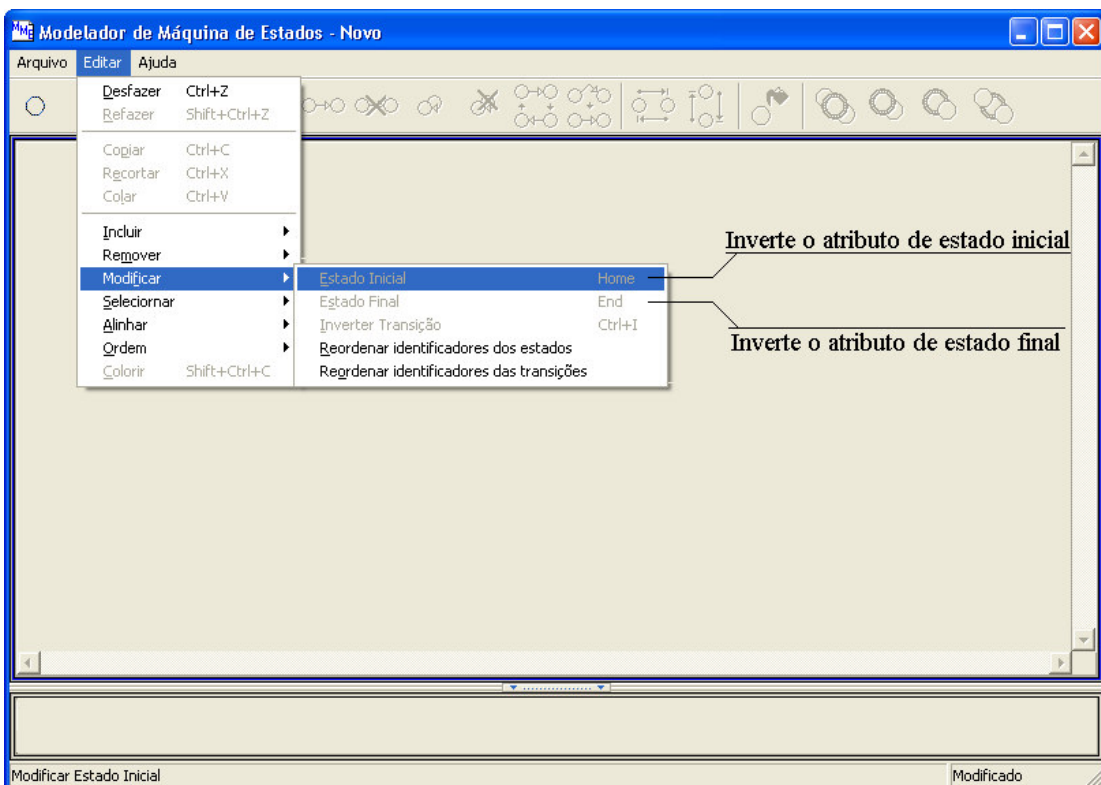 Modelador de Máquina de Estados - Novo
Arquivo Editar Ajuda
Desfazer Ctrl+Z
Refazer Shift+Ctrl+Z
Copiar Ctrl+C
Recortar Ctrl+X
Colar Ctrl+V
Incluir
Remover
Modificar
Seleciornar
Alinhar
Ordem
Colorir Shift+Ctrl+C
Estado Inicial Home
Estado Final End
Inverter Transição Ctrl+I
Reordenar identificadores dos estados
Reordenar identificadores das transições
Inverte o atributo de estado inicial
Inverte o atributo de estado final
Modificar Estado Inicial
Modificado